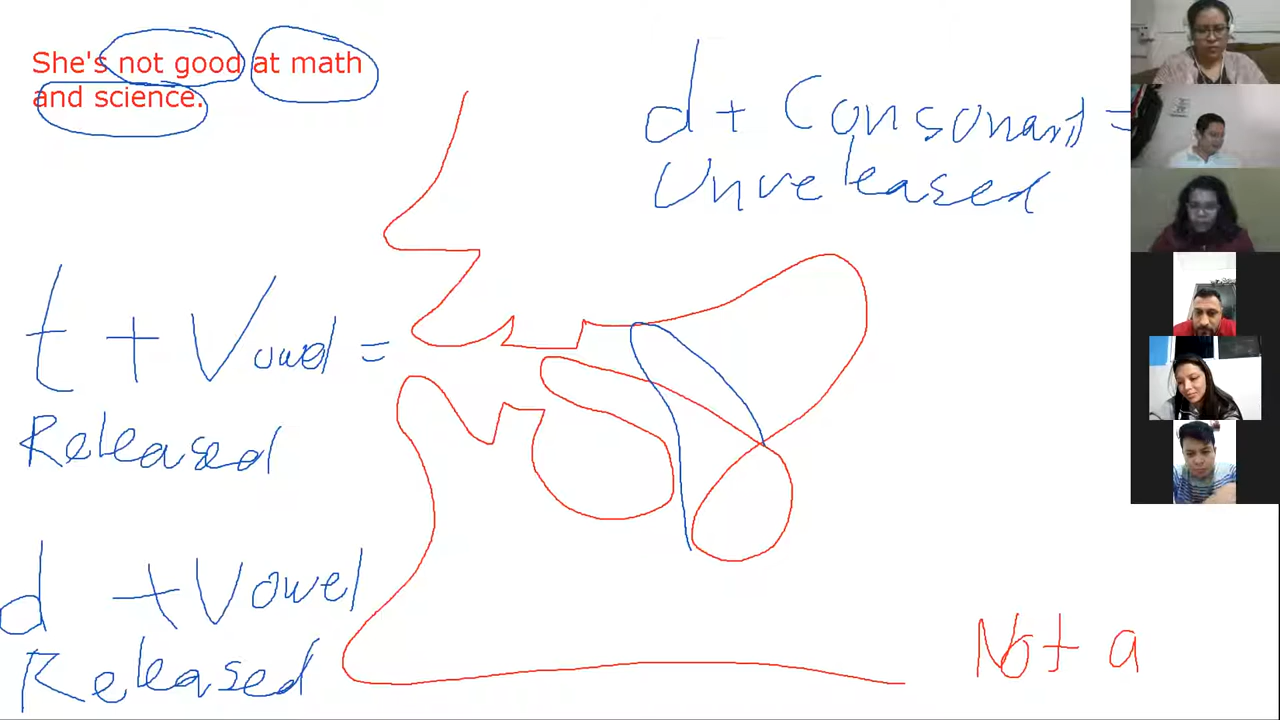 She's not good at math
and science.
d + Consonant =
Unreleased
t + Vowel =
Released
d + Vowel
Released
Not a